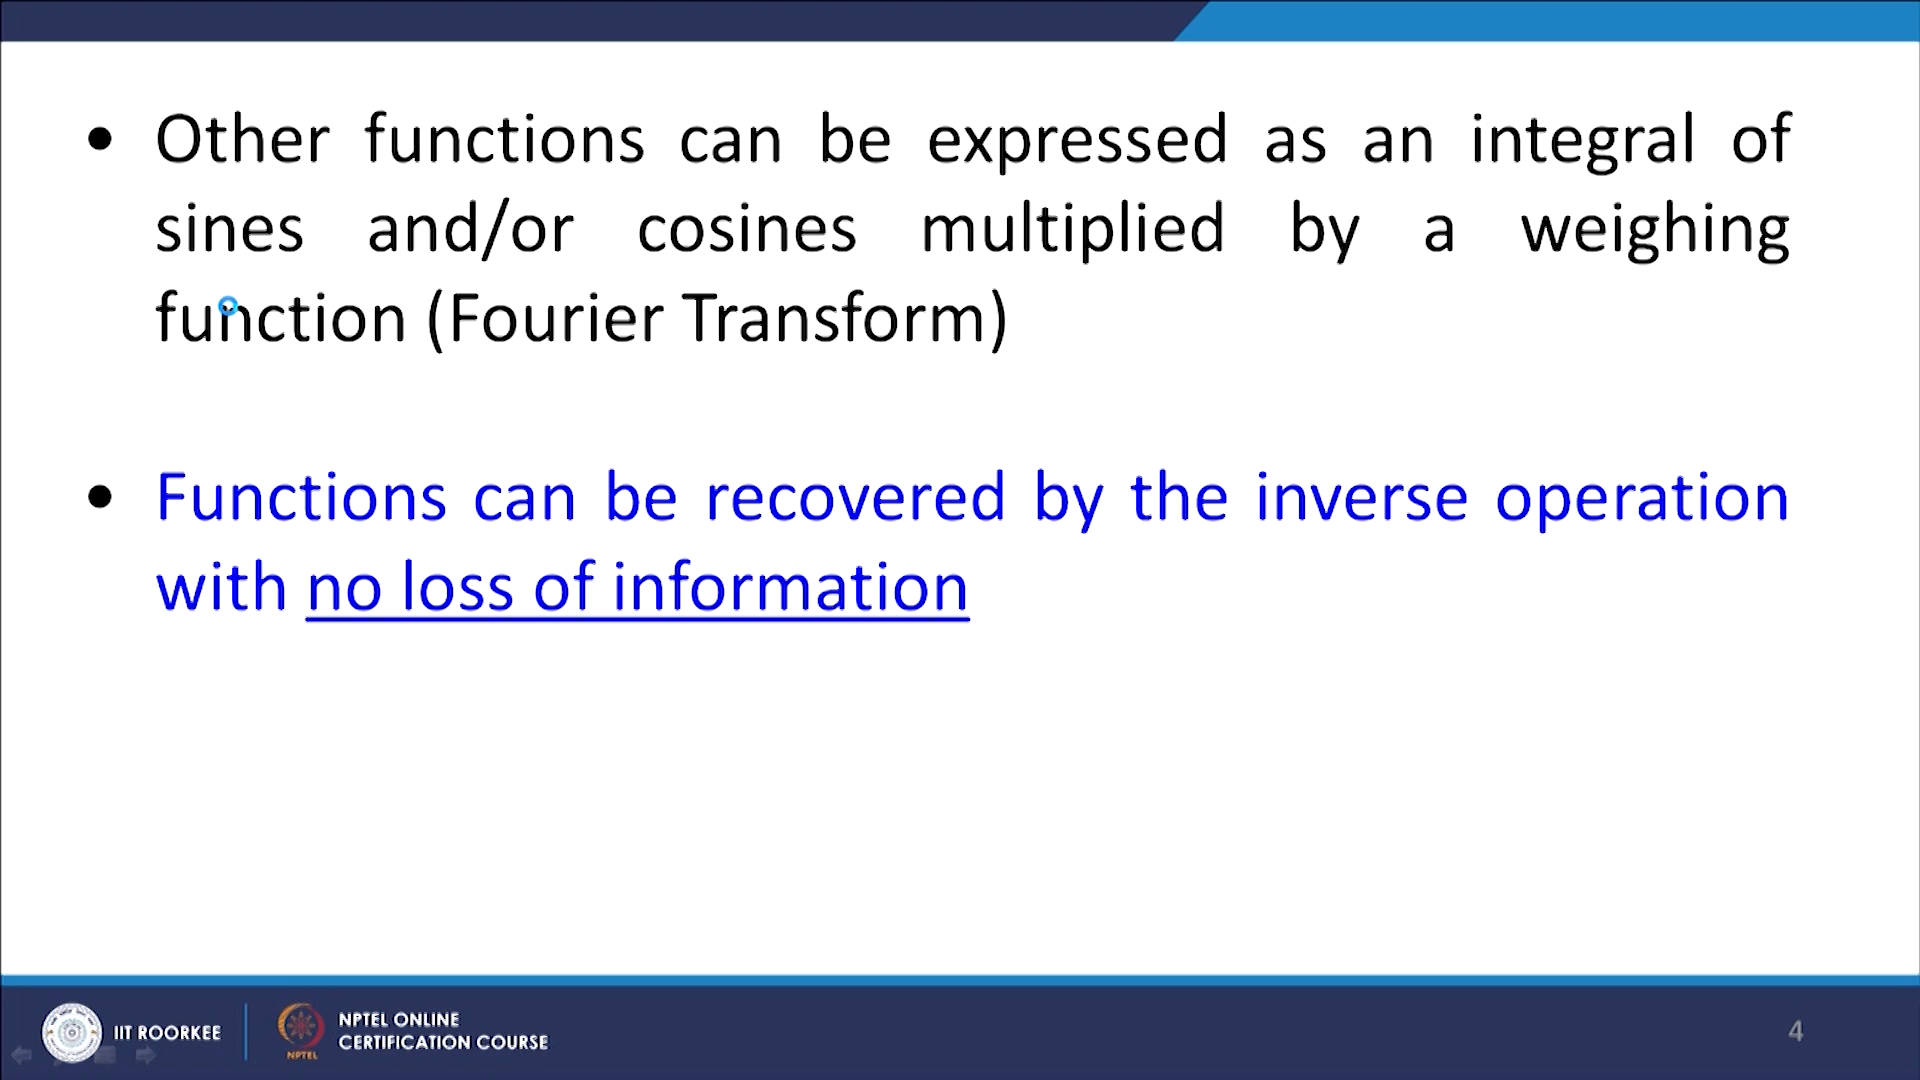 • Other functions can be expressed as an integral of
sines and/or cosines multiplied by a weighing
function (Fourier Transform)
• Functions can be recovered by the inverse operation
with no loss of information
IIT ROORKEE
NPTEL
NPTEL ONLINE
CERTIFICATION COURSE
4